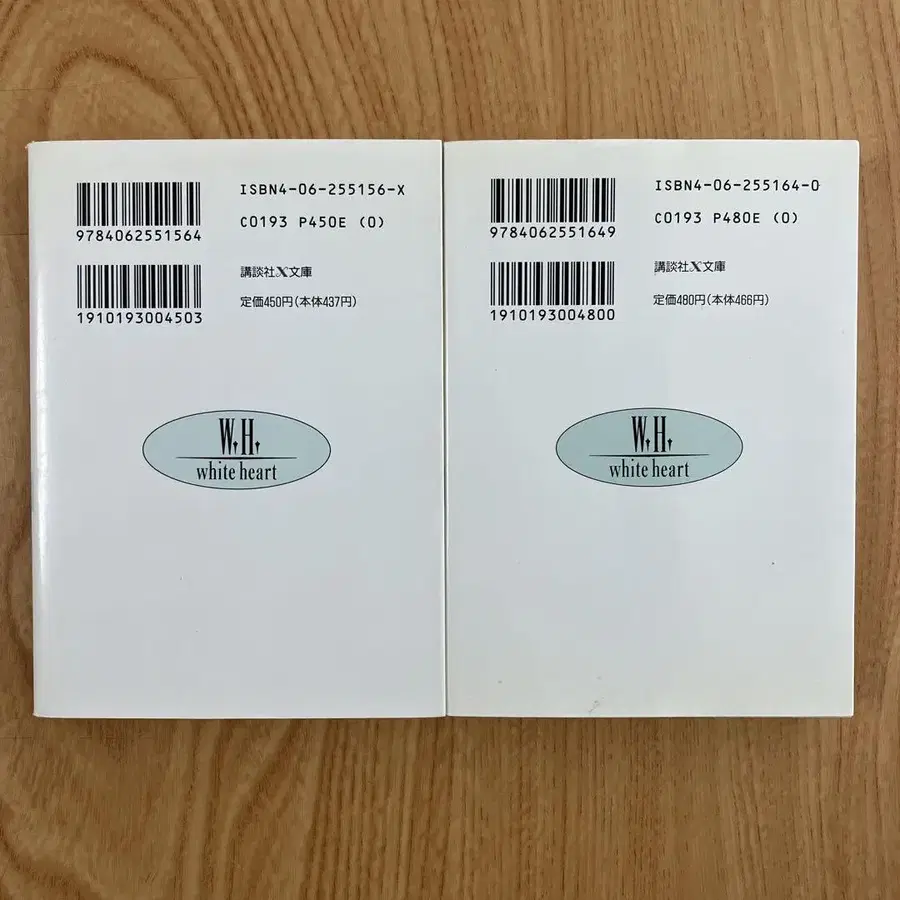 ISBN4-06-255156-X
C0193 P450E (0)
9784062551564
講談社X文庫
定価450円(本体437円)
1910193004503
W.H.
white heart
ISBN4-06-255164-0
C0193 P480E (0)
9784062551649
講談社X文庫
定価480円(本体466円)
1910193004800
W.H.
white heart